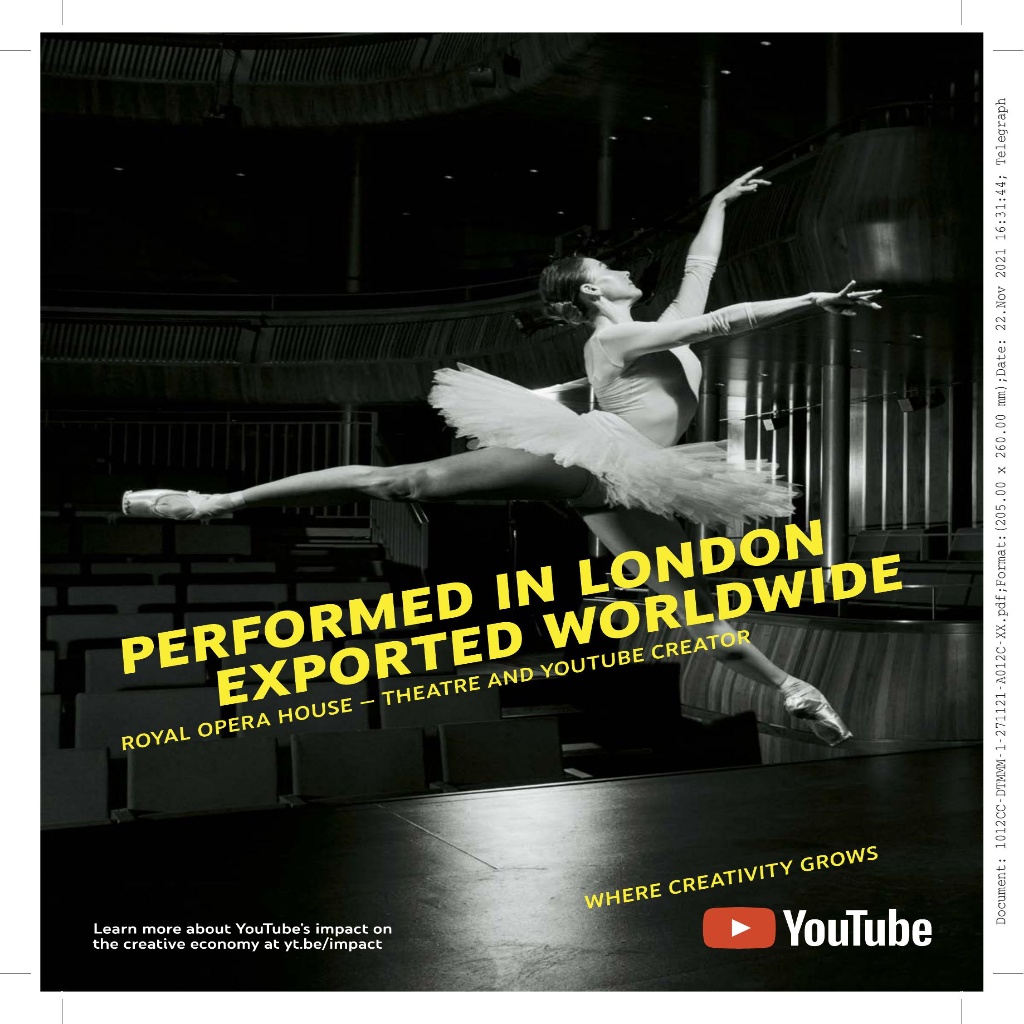 PERFORMED IN LONDON
EXPORTED WORLDWIDE
ROYAL OPERA HOUSE – THEATRE AND YOUTUBE CREATOR
WHERE CREATIVITY GROWS
YouTube
Learn more about YouTube's impact on
the creative economy at yt.be/impact
Document: 1012CC-DTMMM-1-271121-A012C-XX.pdf;Format:(205.00 x 260.00 mm);Date: 22.Nov 2021 16:31:44; Telegraph